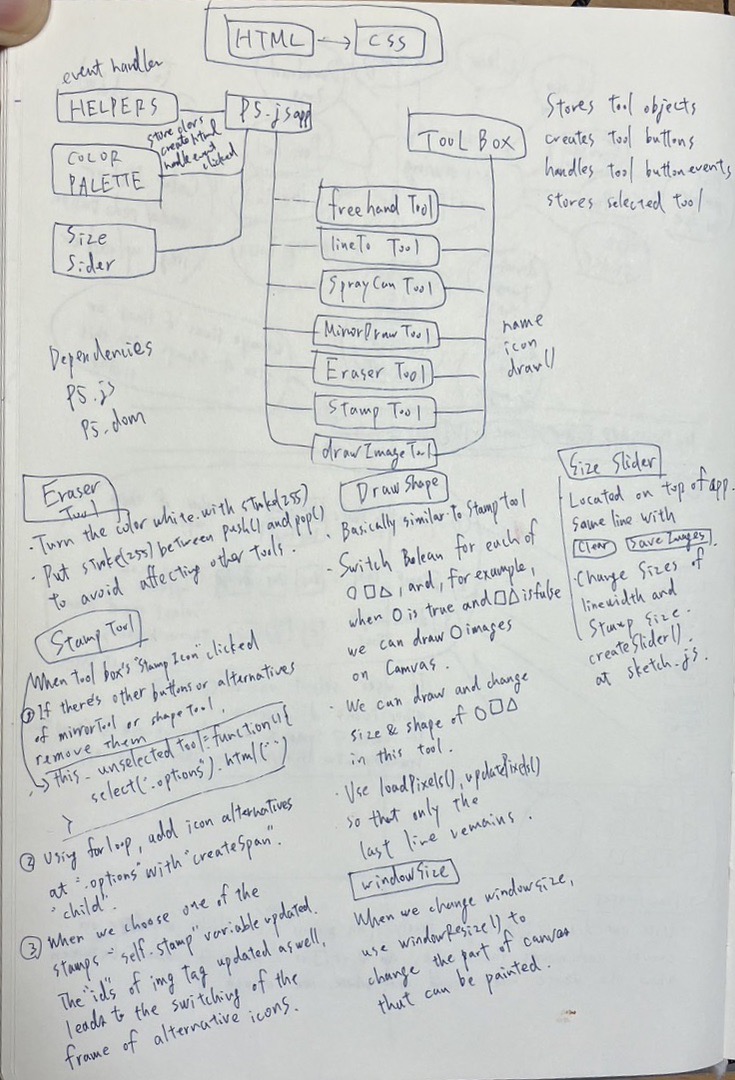 HTML → CSS
event handler
HELPERS
P5.js app
store colors
create html
handle event
clicked
COLOR
PALETTE
Size
Sider
TOOL BOX
Stores tool objects
creates tool buttons
handles tool button events
stores selected tool
freehand Tool
lineTo Tool
SprayCan Tool
MirrorDraw Tool
Eraser Tool
Stamp Tool
drawImageTool
name
icon
draw()
Dependencies
P5.js
P5.dom
Eraser
Tool
· Turn the color white with stroke(255)
· Put stroke(255) between push() and pop()
to avoid affecting other tools.
Stamp Tool
When tool box's "Stamp Icon" clicked
① If there's other buttons or alternatives
of mirrorTool or shape tool
remove them
→ this.unselectedTool = function(){
select(".options").html("")
}
② Using for loop, add icon alternatives
at ".options" with "createSpan".
"child".
③ When we choose one of the
stamps "self.stamp" variable updated.
The "id"s of img tag updated as well,
leads to the switching of the
frame of alternative icons.
Draw Shape
· Basically similar to Stamp Tool
· Switch Bolean for each of
○□△, and, for example,
when ○ is true and □△ is false
we can draw ○ images
on Canvas.
· We can draw and change
size & shape of ○□△
in this tool.
· Use loadPixels(), updatePixels()
so that only the
last line remains.
windowSize
When we change window size,
use windowResize() to
change the part of canvas
that can be painted.
Size Slider
Located on top of app.
same line with
Clear Save Images.
· Change Sizes of
linewidth and
Stamp Size.
createSlider()
at sketch.js.